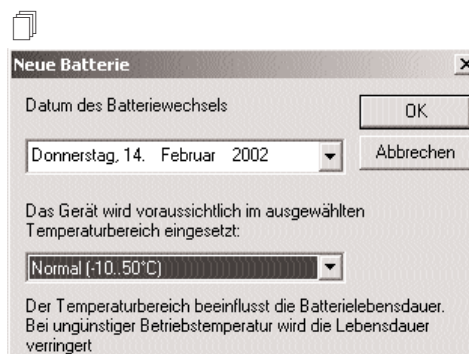 Neue Batterie
Datum des Batteriewechsels
OK
Donnerstag, 14. Februar 2002
Abbrechen
Das Gerät wird voraussichtlich im ausgewählten
Temperaturbereich eingesetzt:
Normal (-10..50°C)
Der Temperaturbereich beeinflusst die Batterielebensdauer.
Bei ungünstiger Betriebstemperatur wird die Lebensdauer
verringert